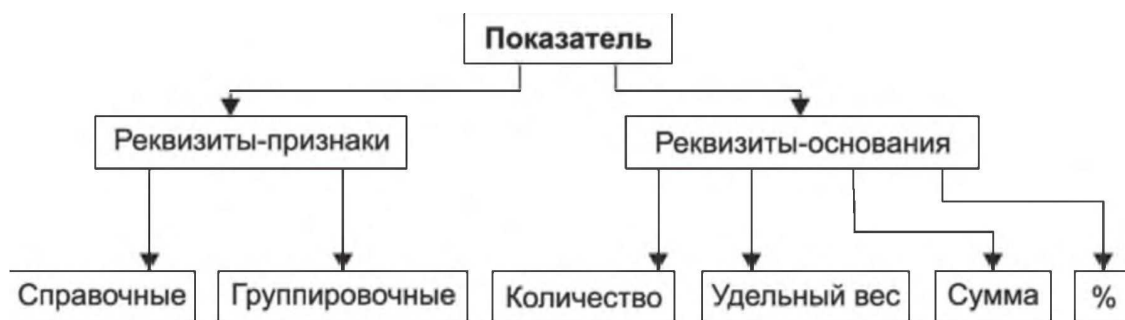 Показатель
Реквизиты-признаки
Реквизиты-основания
Справочные
Группировочные
Количество
Удельный вес
Сумма
%